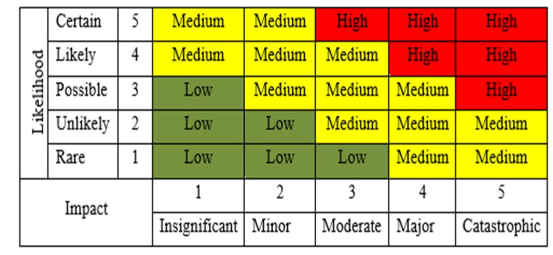 Likelihood
Certain 5 Medium Medium High High High
Likely 4 Medium Medium Medium High High
Possible 3 Low Medium Medium Medium High
Unlikely 2 Low Low Medium Medium Medium
Rare 1 Low Low Low Medium Medium
Impact
1 2 3 4 5
Insignificant Minor Moderate Major Catastrophic